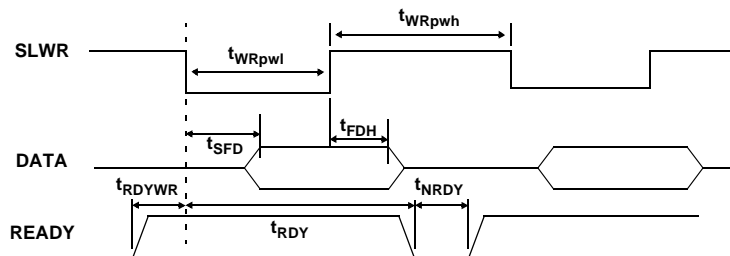 tWRpwh
SLWR
tWRpwl
tSFD
tFDH
DATA
tRDYWR
tNRDY
READY
tRDY